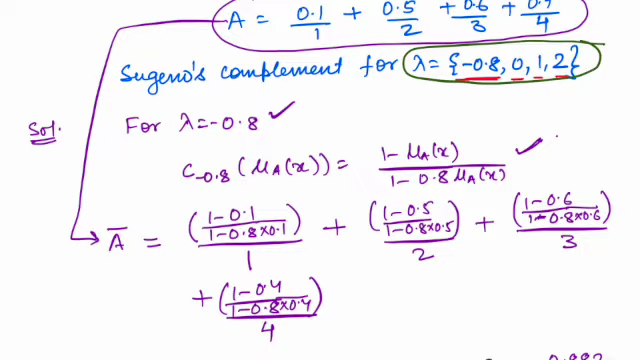 A = 0.1/1 + 0.5/2 + 0.6/3 + 0.4/4
Sugeno's complement for λ = {-0.8, 0, 1, 2}
Sol. For λ = -0.8 ✓
C₋₀.₈(μA(x)) = (1 - μA(x))/(1 - 0.8 μA(x)) ✓
A̅ = ((1-0.1)/(1-0.8×0.1))/1 + ((1-0.5)/(1-0.8×0.5))/2 + ((1-0.6)/(1-0.8×0.6))/3
+ ((1-0.4)/(1-0.8×0.4))/4